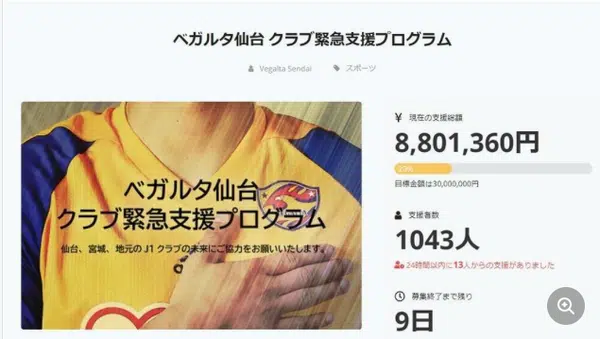 ベガルタ仙台 クラブ緊急支援プログラム
Vegalta Sendai スポーツ
ベガルタ仙台
クラブ緊急支援プログラム
仙台、宮城、地元の J1 クラブの未来にご協力をお願いいたします。
現在の支援総額
8,801,360円
29%
目標金額は30,000,000円
支援者数
1043人
24時間以内に13人からの支援がありました
募集終了まで残り
9日